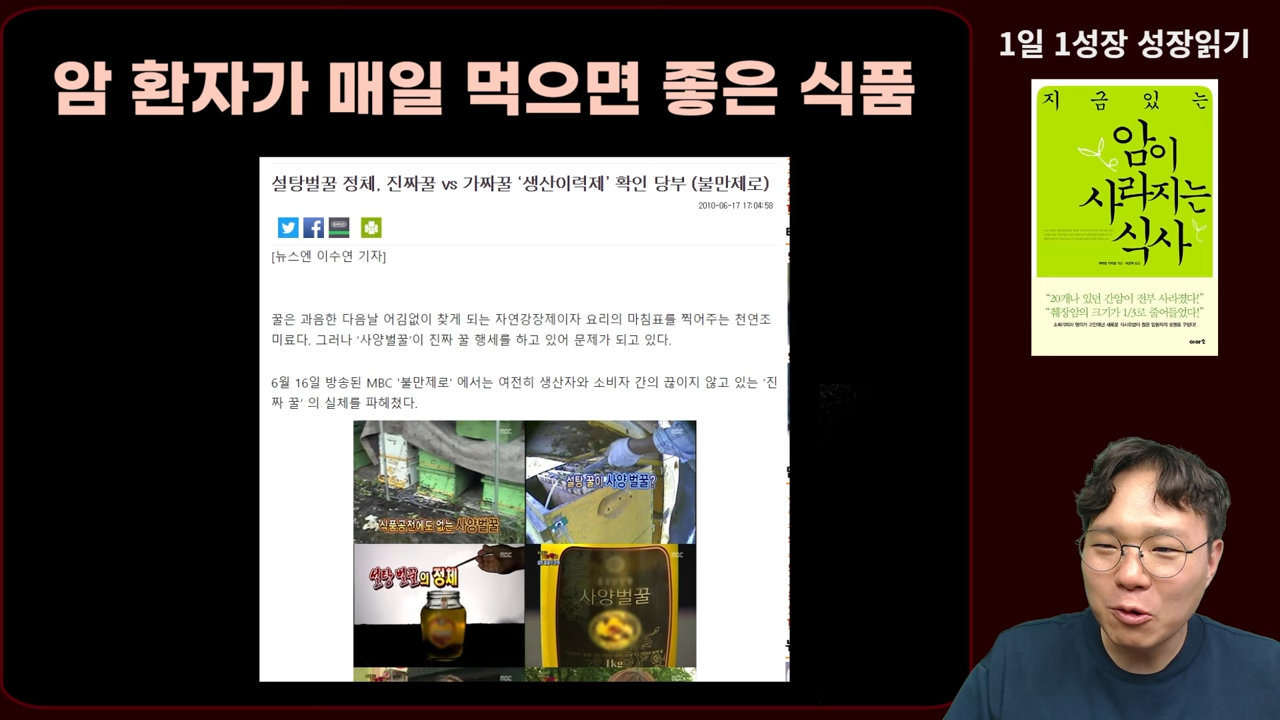 암 환자가 매일 먹으면 좋은 식품
1일 1성장 성장읽기
설탕벌꿀 정체, 진짜꿀 vs 가짜꿀 ‘생산이력제’ 확인 당부 (불만제로)
2010-06-17 17:04:58
[뉴스엔 이수연 기자]
꿀은 과음한 다음날 어김없이 찾게 되는 자연강장제이자 요리의 마침표를 찍어주는 천연조
미료다. 그러나 ‘사양벌꿀’이 진짜 꿀 행세를 하고 있어 문제가 되고 있다.
6월 16일 방송된 MBC '불만제로' 에서는 여전히 생산자와 소비자 간의 끊이지 않고 있는 ‘진
짜 꿀’ 의 실체를 파헤쳤다.
MBC
식품공전에도 없는 사양벌꿀
MBC
설탕 꿀이 사양 벌꿀?
MBC
설탕 벌꿀의 정체
MBC
사양벌꿀
1kg
MBC
MBC
지금있는
암이
사라지는
식사
“20개나 있던 간암이 전부 사라졌다!”
“췌장암의 크기가 1/3로 줄어들었다!”